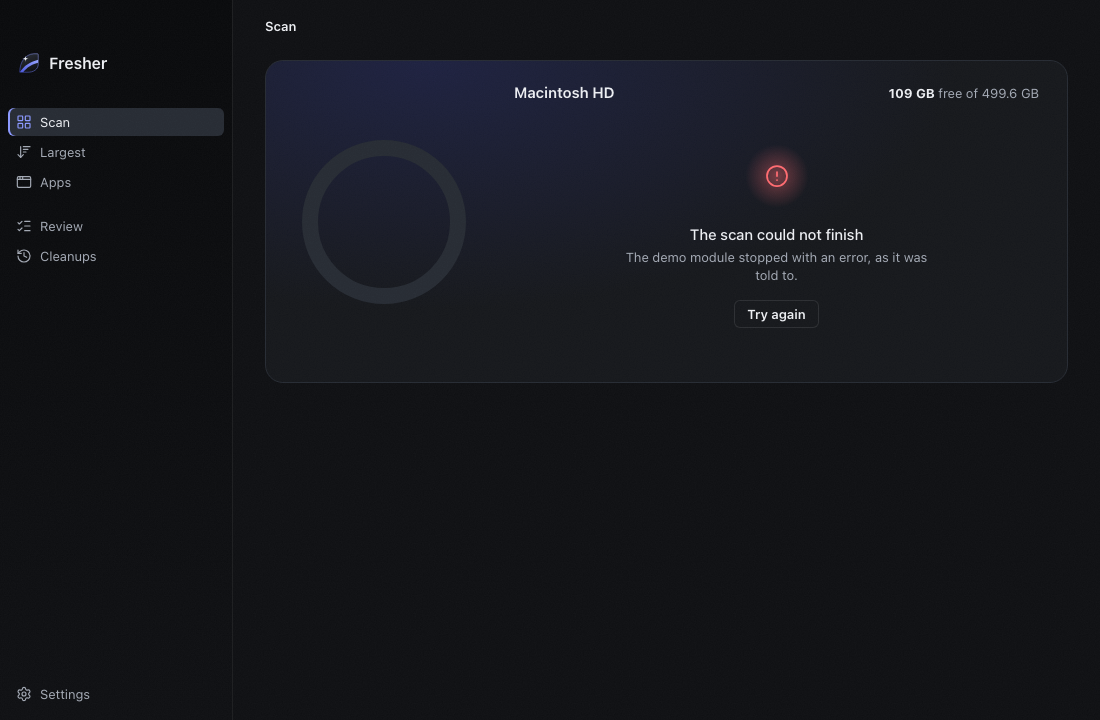 Scan
Fresher
Macintosh HD
109 GB free of 499.6 GB
Scan
Largest
Apps
Review
Cleanups
The scan could not finish
The demo module stopped with an error, as it was
told to.
Try again
Settings